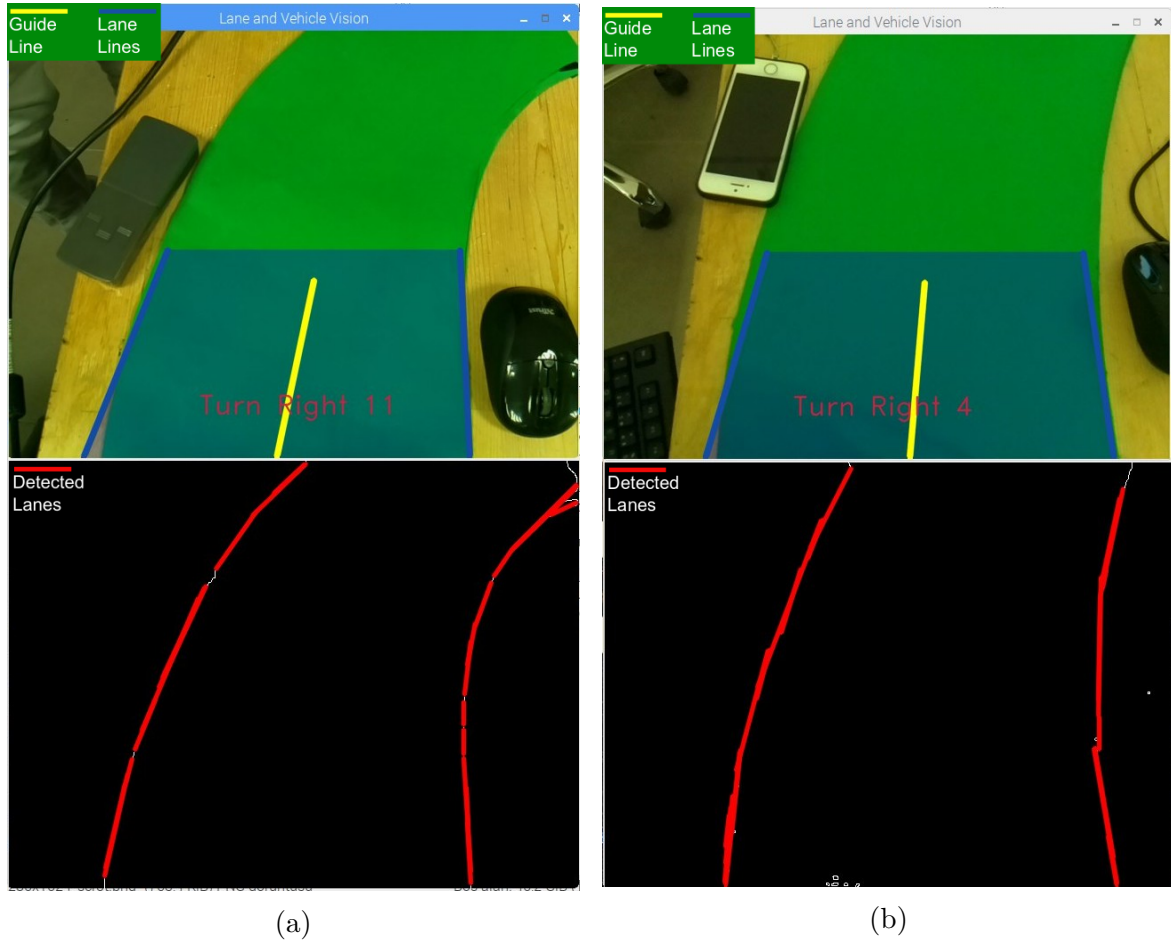 Lane and Vehicle Vision
Guide Line
Lane Lines
Turn Right 11
Detected
Lanes
(a)
Lane and Vehicle Vision
Guide Line
Lane Lines
Turn Right 4
Detected
Lanes
(b)